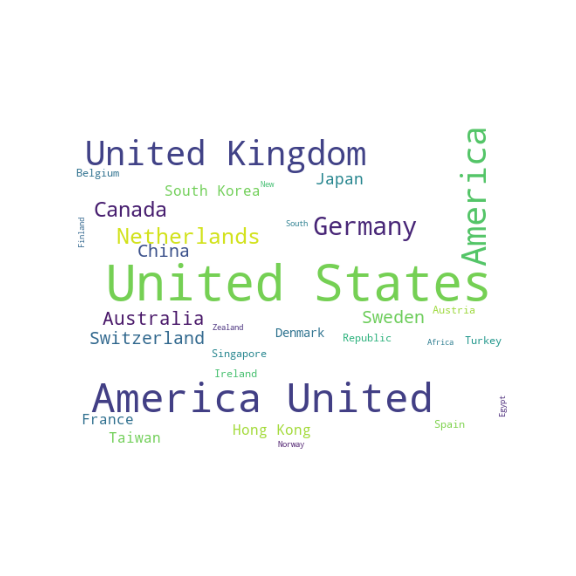 United Kingdom
America
Belgium
Japan
South Korea
New
Canada
Finland
South
Germany
Netherlands
China
United States
Australia
Sweden
Austria
Switzerland
Zealand
Denmark
Republic
Africa
Turkey
Singapore
Ireland
America United
Egypt
France
Hong Kong
Spain
Taiwan
Norway